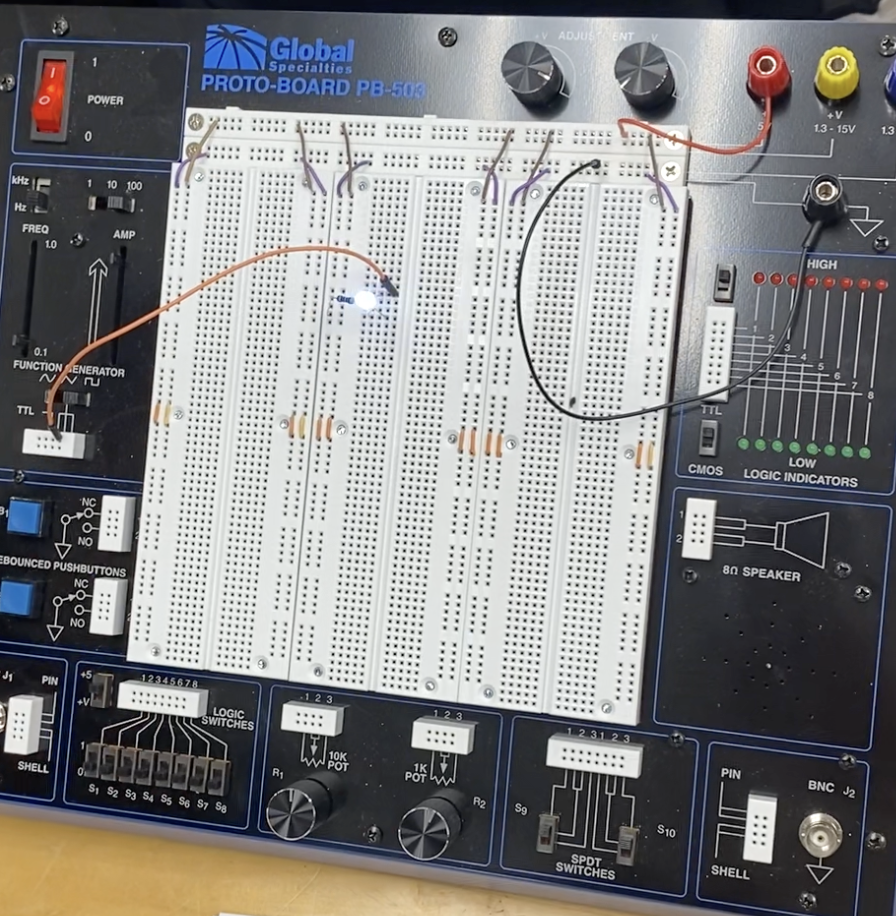 Global
Specialties
PROTO-BOARD PB-503
+V ADJUSTMENT V
1
POWER
0
5
+V
1.3 - 15V
1.3
kHz
Hz
1 10 100
FREQ
AMP
1.0
0.1
FUNCTION GENERATOR
TTL
HIGH
1
2
3
4
5
6
7
8
TTL
CMOS
LOW
LOGIC INDICATORS
B1
NC
NO
DEBOUNCED PUSHBUTTONS
NC
NO
1
2
8Ω SPEAKER
J1
PIN
SHELL
+5
+V
12345678
LOGIC
SWITCHES
1
0
S1 S2 S3 S4 S5 S6 S7 S8
1 2 3
10K
POT
R1
1 2 3
1K
POT
R2
1 2 3 1 2 3
S9
S10
SPDT
SWITCHES
PIN
SHELL
BNC J2